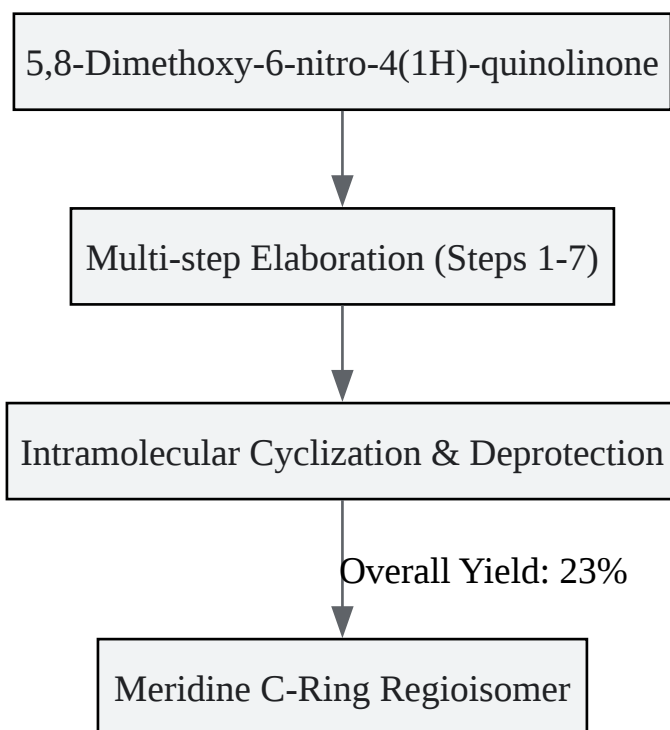 5,8-Dimethoxy-6-nitro-4(1H)-quinolinone
Multi-step Elaboration (Steps 1-7)
Intramolecular Cyclization & Deprotection
Overall Yield: 23%
Meridine C-Ring Regioisomer